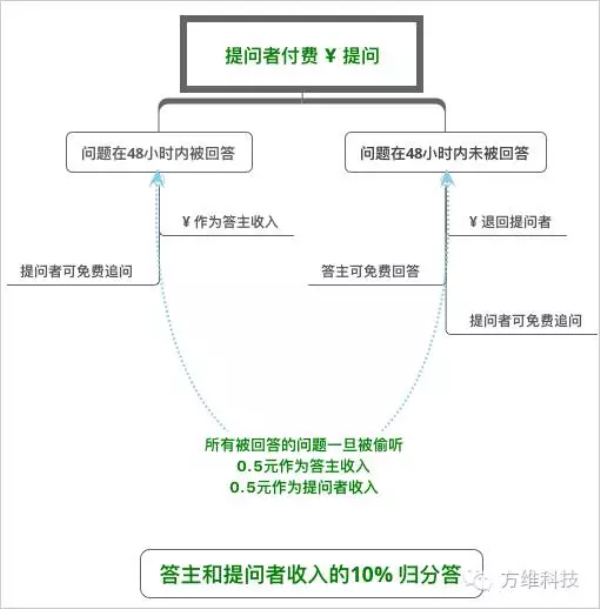 提问者付费 ¥ 提问
问题在48小时内被回答
问题在48小时内未被回答
¥ 作为答主收入
¥ 退回提问者
提问者可免费追问
答主可免费回答
提问者可免费追问
所有被回答的问题一旦被偷听
0.5元作为答主收入
0.5元作为提问者收入
答主和提问者收入的10% 归分答
方维科技